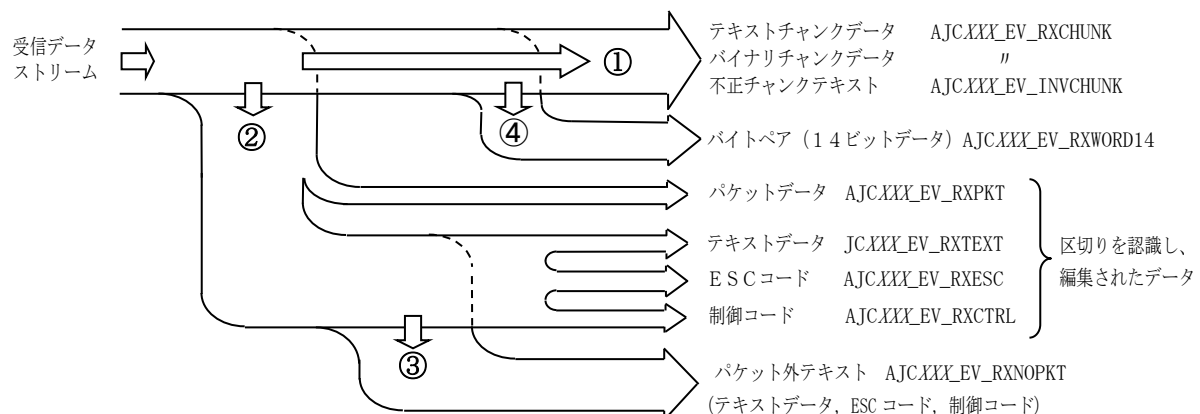 受信データ
ストリーム
テキストチャンクデータ AJCXXX_EV_RXCHUNK
バイナリチャンクデータ 〃
不正チャンクテキスト AJCXXX_EV_INVCHUNK
①
②
④
バイトペア（１４ビットデータ）AJCXXX_EV_RXWORD14
パケットデータ AJCXXX_EV_RXPKT
テキストデータ JCXXX_EV_RXTEXT
ＥＳＣコード AJCXXX_EV_RXESC
制御コード AJCXXX_EV_RXCTRL
区切りを認識し、
編集されたデータ
③
パケット外テキスト AJCXXX_EV_RXNOPKT
(テキストデータ, ESC コード, 制御コード)